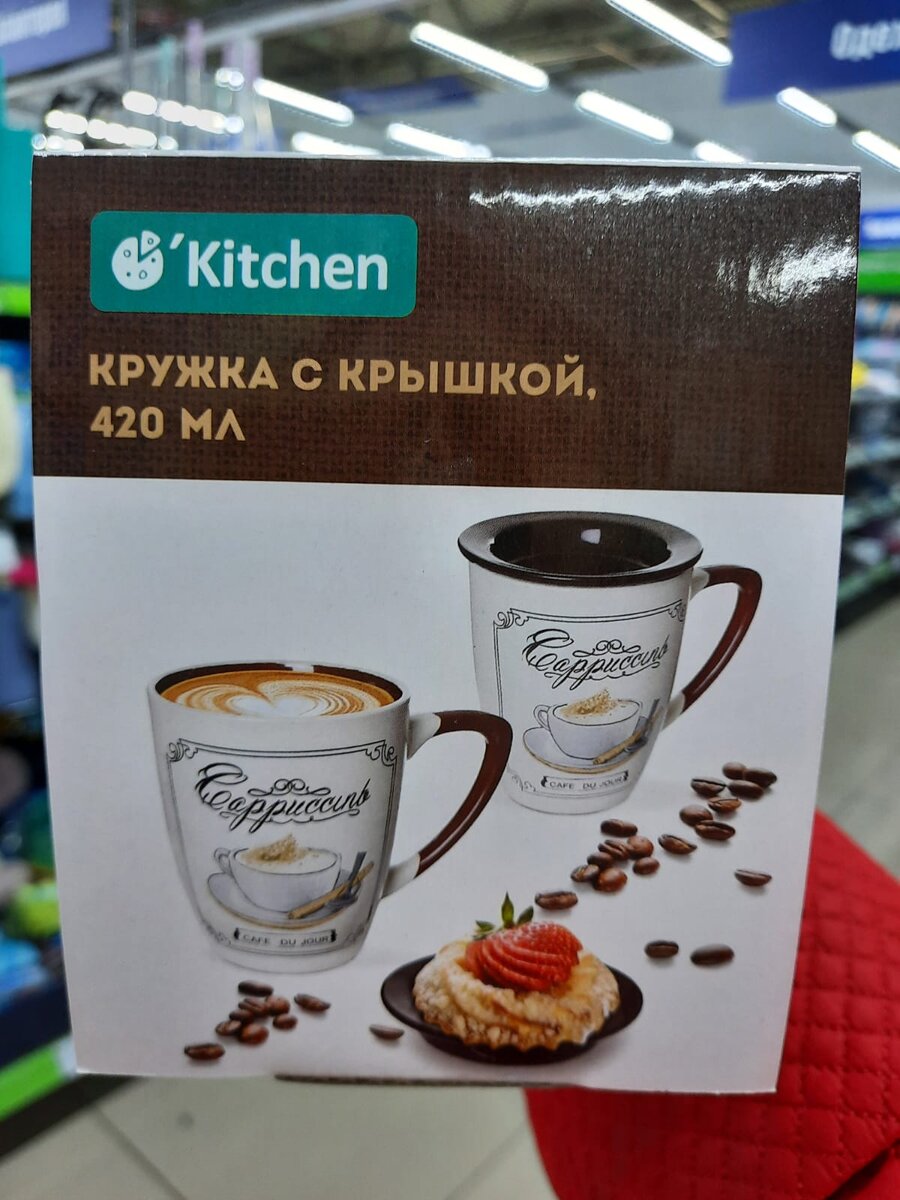 'Kitchen
КРУЖКА С КРЫШКОЙ,
420 МЛ
Cappuccino
CAFE DU JOUR
Cappuccino
CAFE DU JOUR